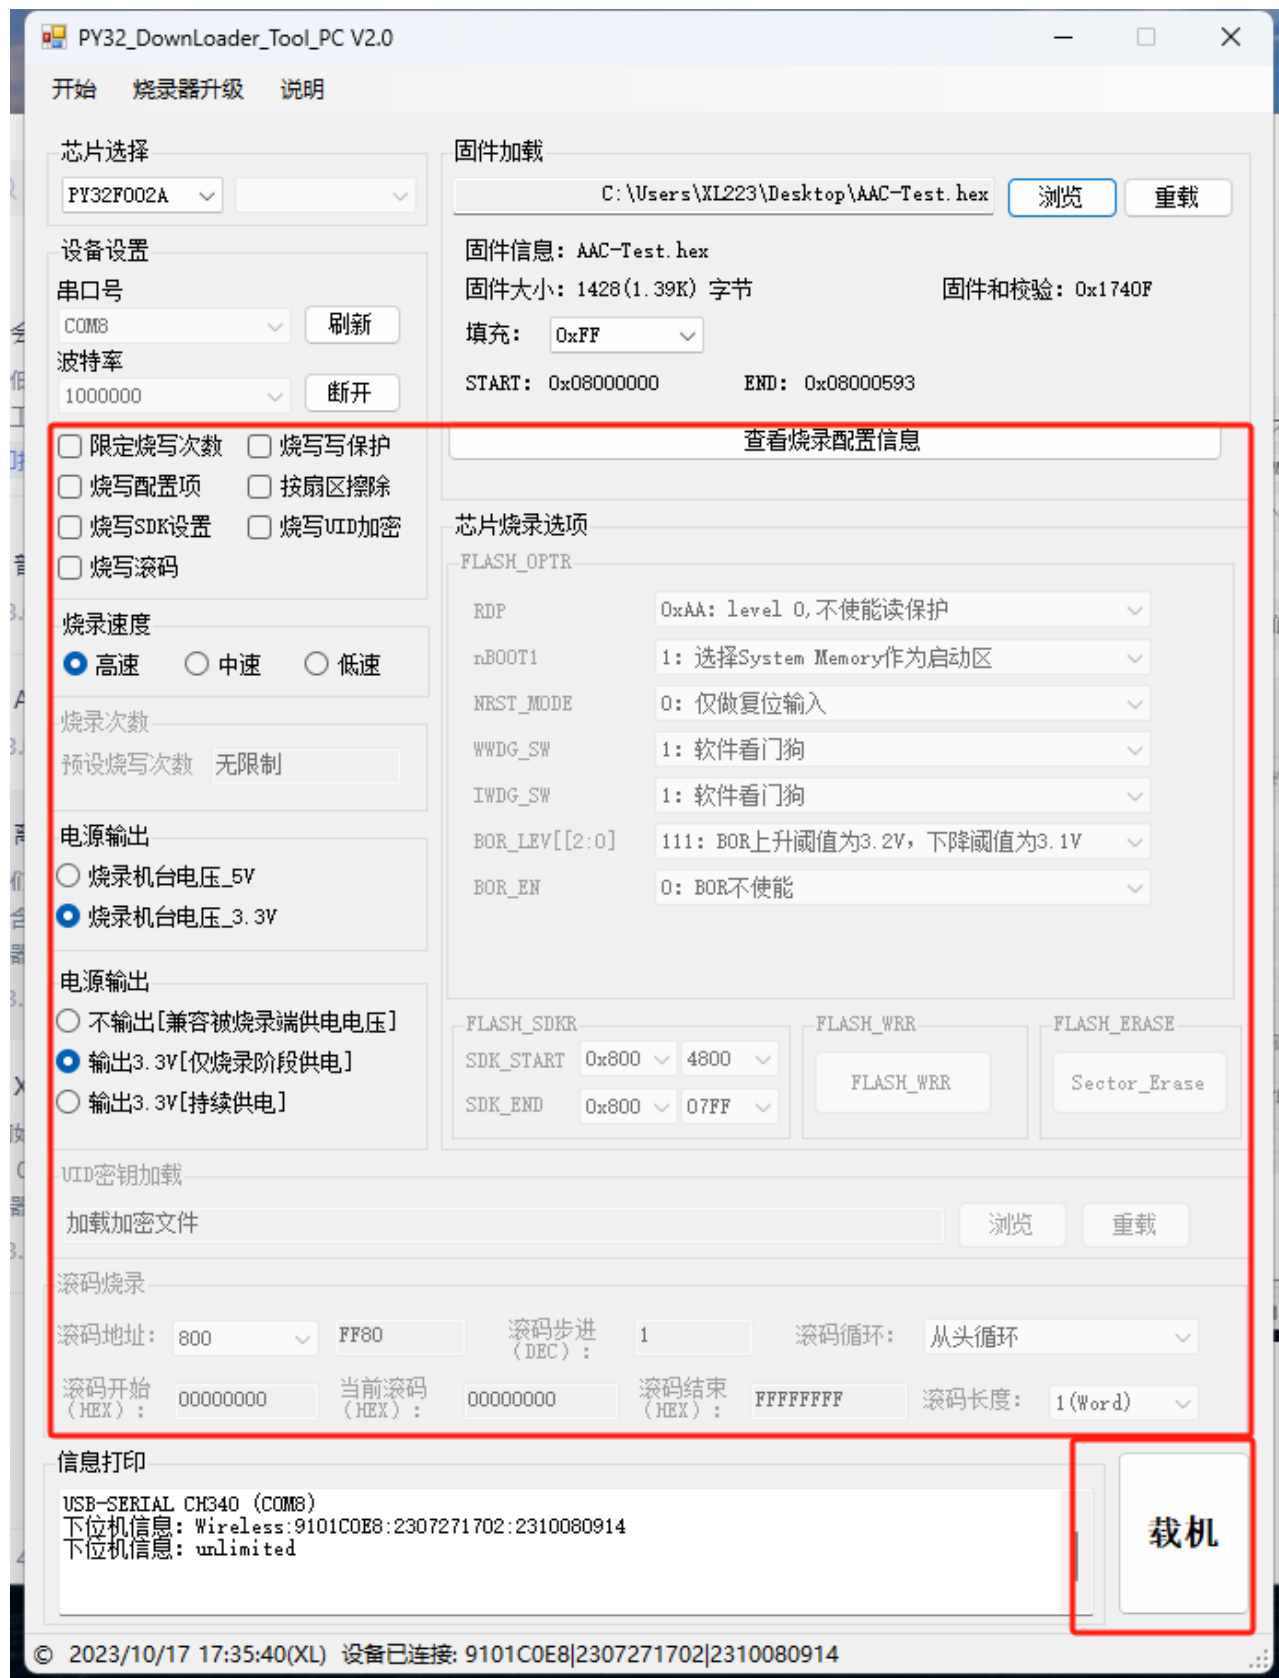 PY32_DownLoader_Tool_PC V2.0
开始 烧录器升级 说明
芯片选择
PY32F002A
固件加载
C:\Users\XL223\Desktop\AAC-Test.hex 浏览 重载
固件信息: AAC-Test.hex
固件大小: 1428(1.39K) 字节 固件和校验: 0x1740F
填充: 0xFF
START: 0x08000000 END: 0x08000593
查看烧录配置信息
设备设置
串口号
COM8 刷新
波特率
1000000 断开
限定烧写次数 烧写写保护
烧写配置项 按扇区擦除
烧写SDK设置 烧写UID加密
烧写滚码
烧录速度
高速 中速 低速
烧录次数
预设烧写次数 无限制
电源输出
烧录机台电压_5V
烧录机台电压_3.3V
电源输出
不输出[兼容被烧录端供电电压]
输出3.3V[仅烧录阶段供电]
输出3.3V[持续供电]
芯片烧录选项
FLASH_OPTR
RDP 0xAA: level 0,不使能读保护
nBOOT1 1: 选择System Memory作为启动区
NRST_MODE 0: 仅做复位输入
WWDG_SW 1: 软件看门狗
IWDG_SW 1: 软件看门狗
BOR_LEV[[2:0] 111: BOR上升阈值为3.2V, 下降阈值为3.1V
BOR_EN 0: BOR不使能
FLASH_SDKR
SDK_START 0x800 4800
SDK_END 0x800 07FF
FLASH_WRR
FLASH_WRR
FLASH_ERASE
Sector_Erase
UID密钥加载
加载加密文件 浏览 重载
滚码烧录
滚码地址: 800 FF80 滚码步进(DEC): 1 滚码循环: 从头循环
滚码开始(HEX): 00000000 当前滚码(HEX): 00000000 滚码结束(HEX): FFFFFFFF 滚码长度: 1(Word)
信息打印
USB-SERIAL CH340 (COM8)
下位机信息: Wireless:9101C0E8:2307271702:2310080914
下位机信息: unlimited
载机
© 2023/10/17 17:35:40(XL) 设备已连接: 9101C0E8|2307271702|2310080914